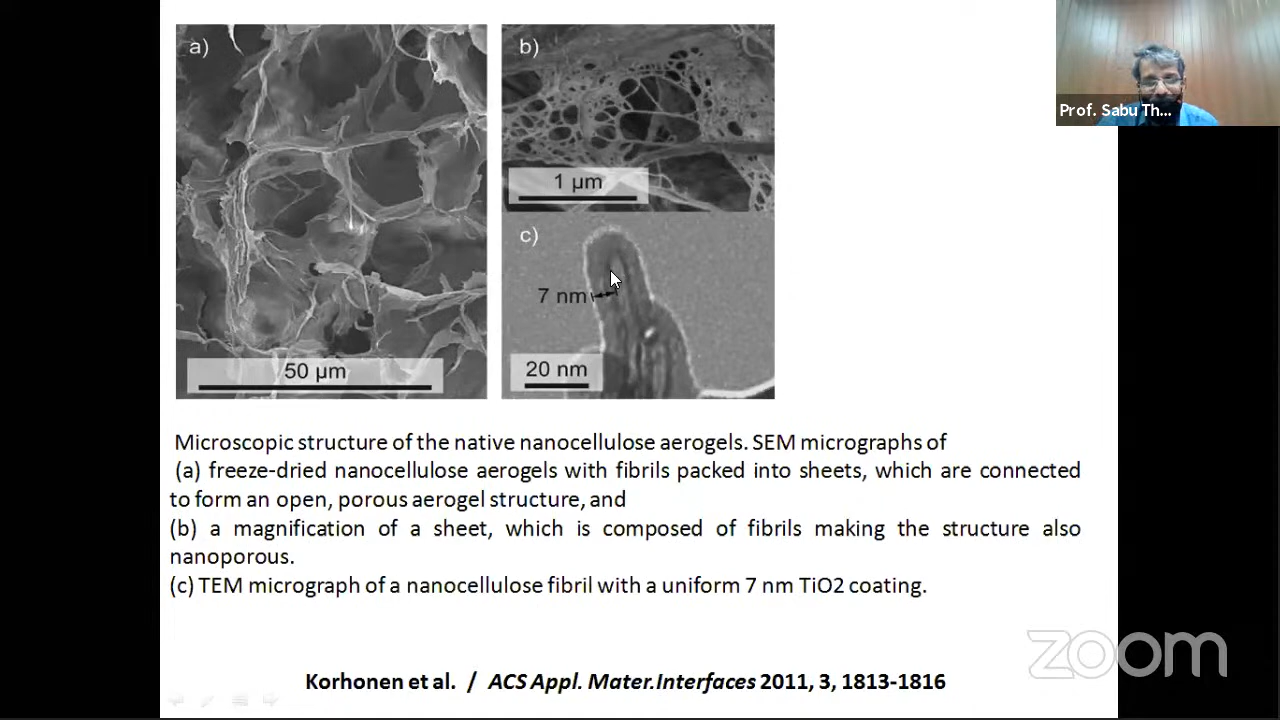 a)
b)
Prof. Sabu Th...
1 µm
c)
7 nm
50 µm
20 nm
Microscopic structure of the native nanocellulose aerogels. SEM micrographs of
(a) freeze-dried nanocellulose aerogels with fibrils packed into sheets, which are connected
to form an open, porous aerogel structure, and
(b) a magnification of a sheet, which is composed of fibrils making the structure also
nanoporous.
(c) TEM micrograph of a nanocellulose fibril with a uniform 7 nm TiO2 coating.
zoom
Korhonen et al. / ACS Appl. Mater.Interfaces 2011, 3, 1813-1816